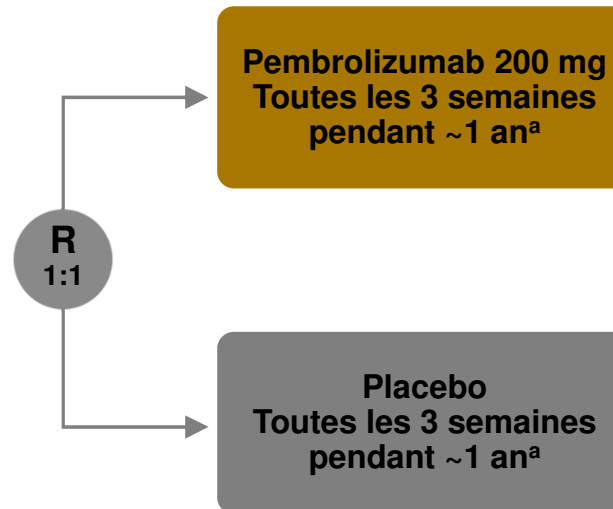 Pembrolizumab 200 mg
Toutes les 3 semaines
pendant ~1 anᵃ
R
1:1
Placebo
Toutes les 3 semaines
pendant ~1 anᵃ